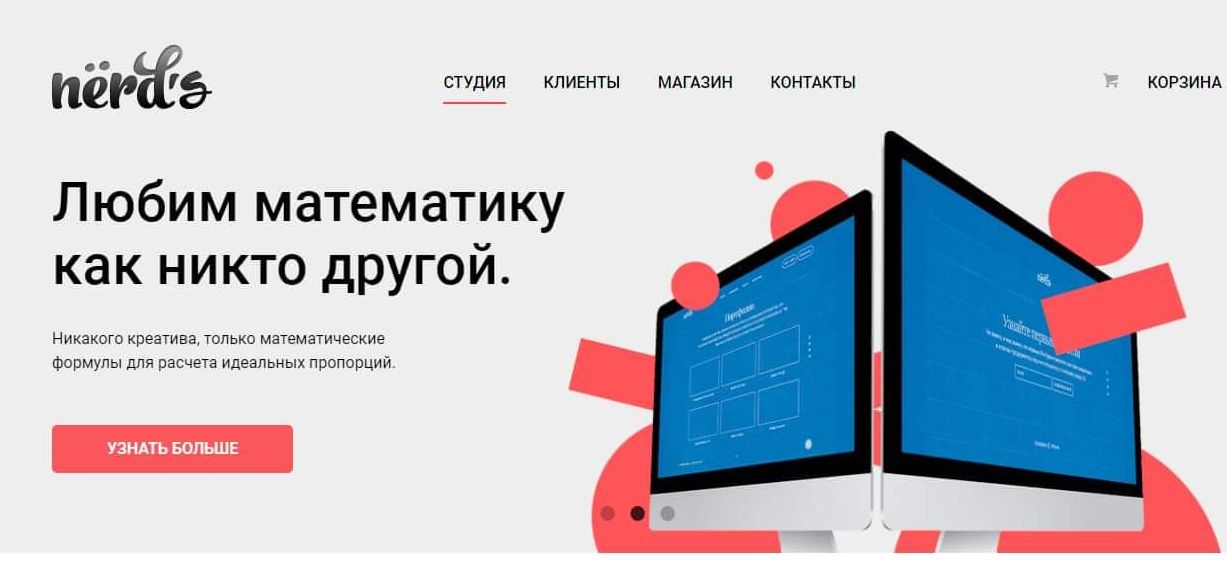 nërd's
СТУДИЯ
КЛИЕНТЫ
МАГАЗИН
КОНТАКТЫ
КОРЗИНА
Любим математику
как никто другой.
Никакого креатива, только математические
формулы для расчета идеальных пропорций.
УЗНАТЬ БОЛЬШЕ
Портфолио